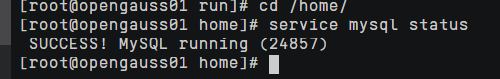 [root@opengauss01 run]# cd /home/
[root@opengauss01 home]# service mysql status
 SUCCESS! MySQL running (24857)
[root@opengauss01 home]#